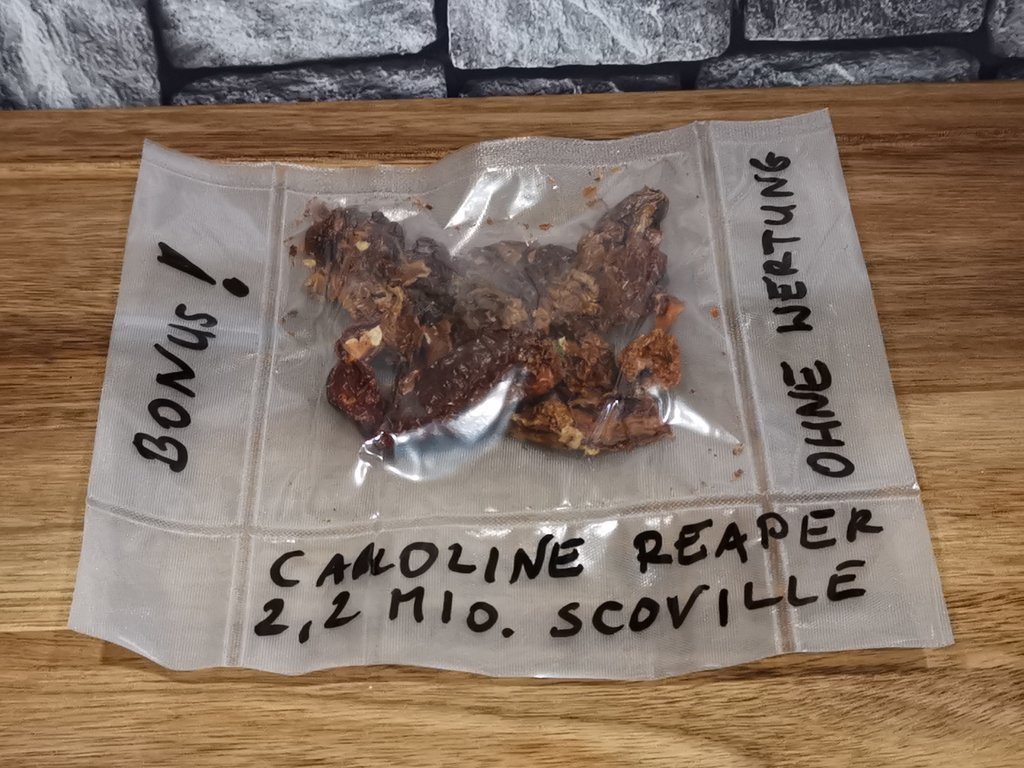 BONUS!
OHNE WERTUNG
CAROLINE REAPER
2,2 MIO. SCOVILLE